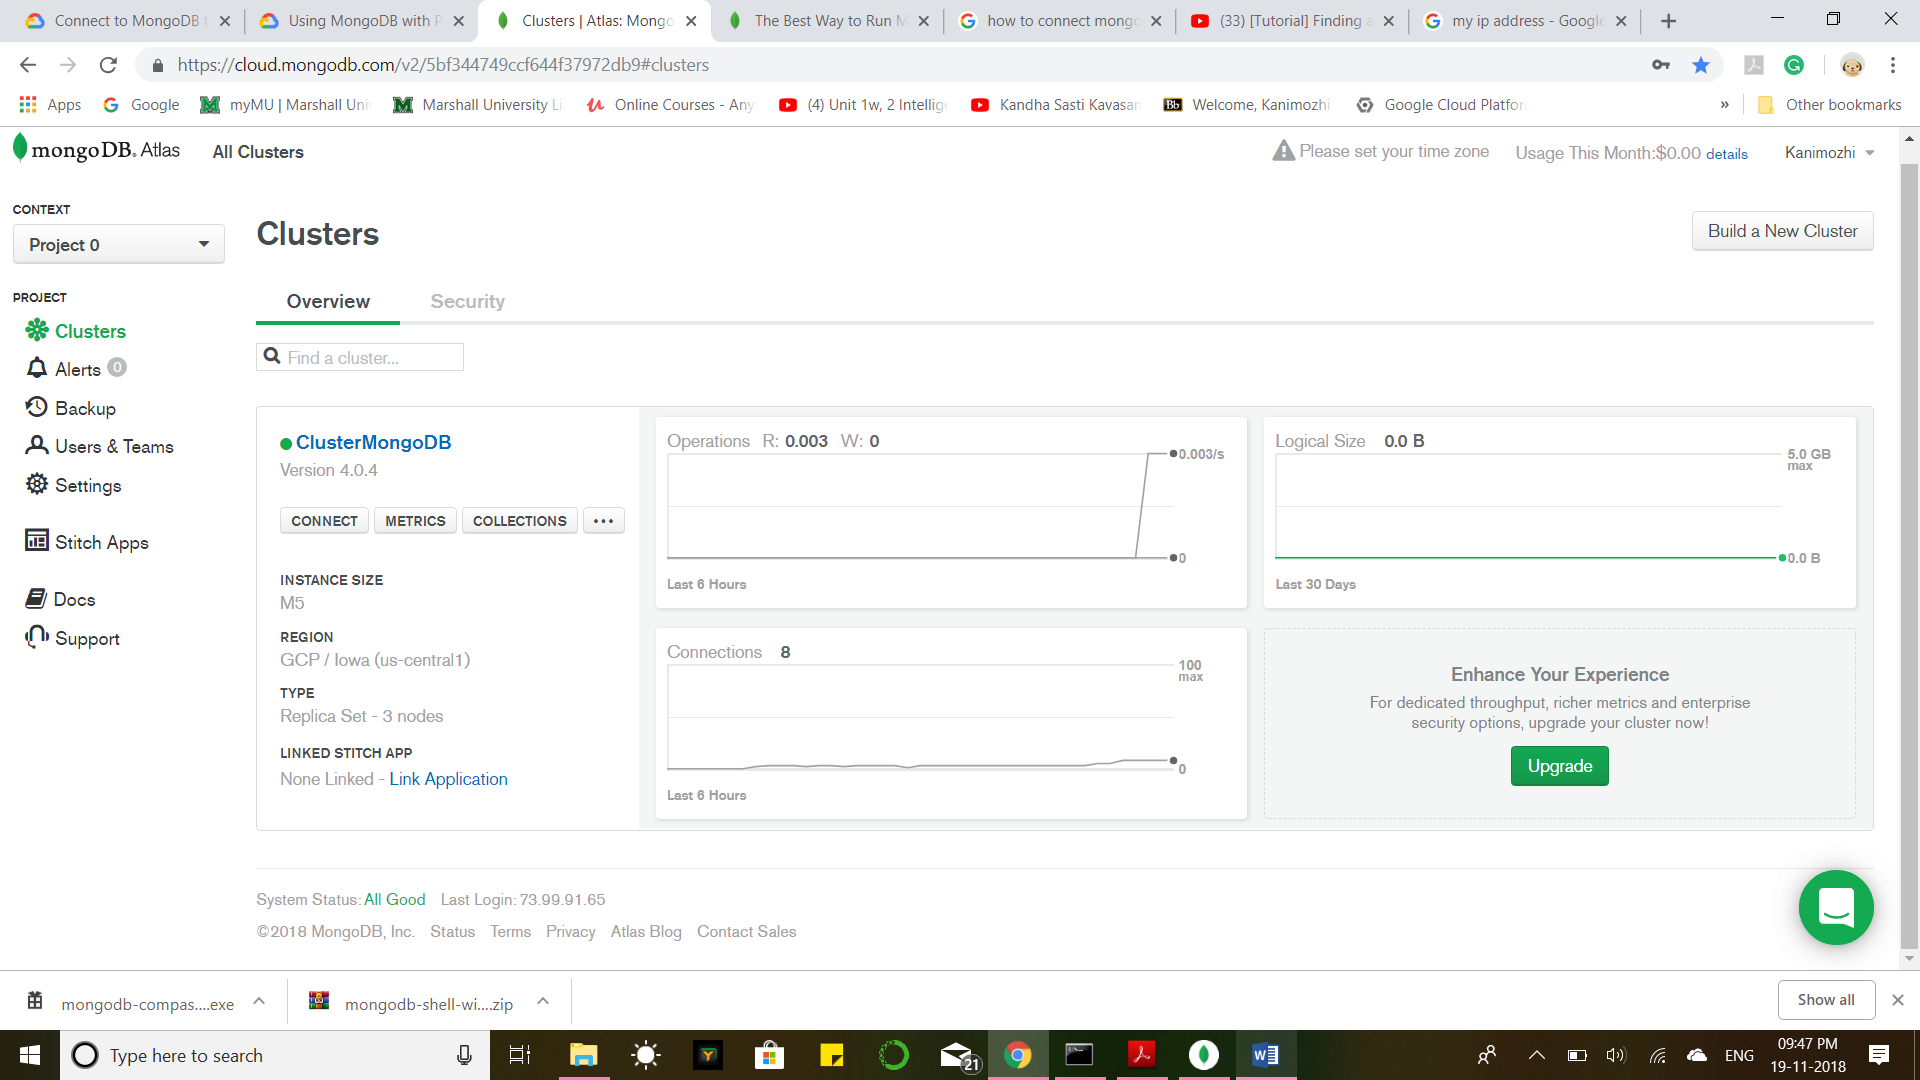 Connect to MongoDB f
Using MongoDB with P
Clusters | Atlas: Mongo
The Best Way to Run M
how to connect mongo
(33) [Tutorial] Finding a
my ip address - Google
https://cloud.mongodb.com/v2/5bf344749ccf644f37972db9#clusters
Apps
Google
myMU | Marshall Uni
Marshall University Li
Online Courses - Any
(4) Unit 1w, 2 Intellige
Kandha Sasti Kavasam
Bb
Welcome, Kanimozhi
Google Cloud Platfor
»
Other bookmarks
mongoDB. Atlas
All Clusters
Please set your time zone
Usage This Month:$0.00 details
Kanimozhi
CONTEXT
Project 0
PROJECT
Clusters
Alerts 0
Backup
Users & Teams
Settings
Stitch Apps
Docs
Support
Clusters
Build a New Cluster
Overview
Security
Find a cluster...
ClusterMongoDB
Version 4.0.4
CONNECT
METRICS
COLLECTIONS
...
INSTANCE SIZE
M5
REGION
GCP / Iowa (us-central1)
TYPE
Replica Set - 3 nodes
LINKED STITCH APP
None Linked - Link Application
Operations R: 0.003 W: 0
0.003/s
0
Last 6 Hours
Logical Size 0.0 B
5.0 GB
max
0.0 B
Last 30 Days
Connections 8
100
max
0
Last 6 Hours
Enhance Your Experience
For dedicated throughput, richer metrics and enterprise
security options, upgrade your cluster now!
Upgrade
System Status: All Good Last Login: 73.99.91.65
©2018 MongoDB, Inc. Status Terms Privacy Atlas Blog Contact Sales
mongodb-compas....exe
mongodb-shell-wi....zip
Show all
Type here to search
21
ENG
09:47 PM
19-11-2018